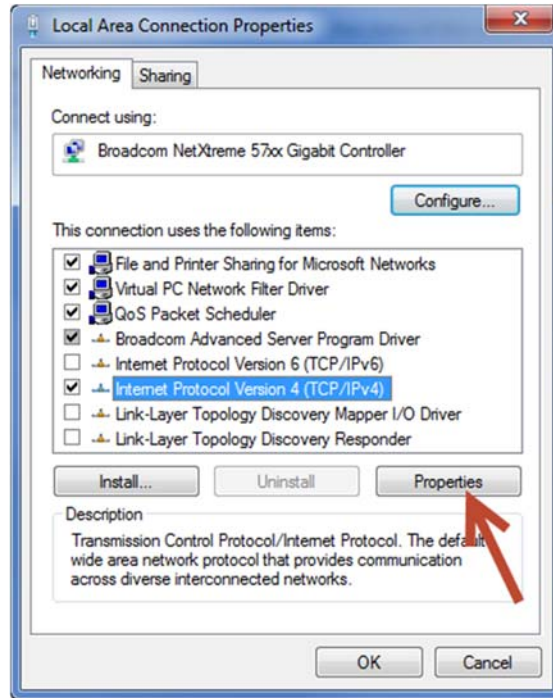 Local Area Connection Properties
Networking
Sharing
Connect using:
Broadcom NetXtreme 57xx Gigabit Controller
Configure...
This connection uses the following items:
File and Printer Sharing for Microsoft Networks
Virtual PC Network Filter Driver
QoS Packet Scheduler
Broadcom Advanced Server Program Driver
Internet Protocol Version 6 (TCP/IPv6)
Internet Protocol Version 4 (TCP/IPv4)
Link-Layer Topology Discovery Mapper I/O Driver
Link-Layer Topology Discovery Responder
Install...
Uninstall
Properties
Description
Transmission Control Protocol/Internet Protocol. The default
wide area network protocol that provides communication
across diverse interconnected networks.
OK
Cancel